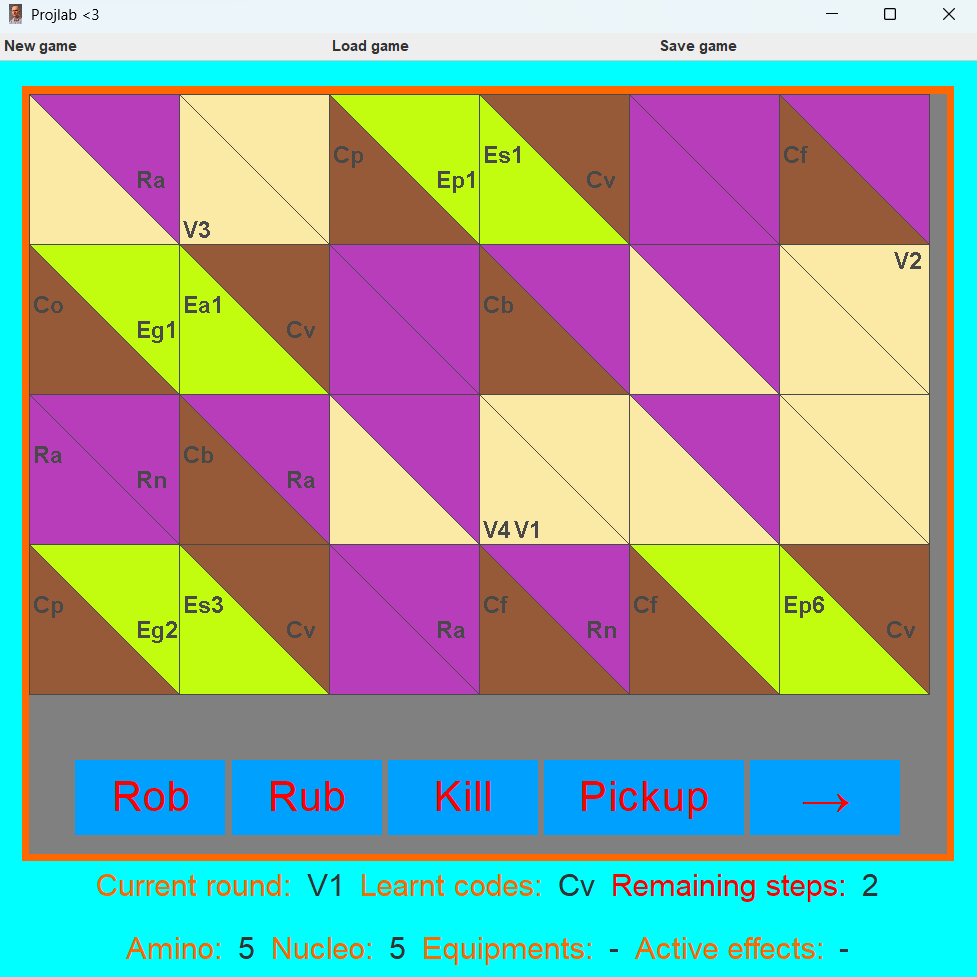 Projlab <3
New game Load game Save game
Cp Es1 Cf
Ra Ep1 Cv
V3
V2
Co Ea1 Cb
Eg1 Cv
Ra Cb
Rn Ra
V4 V1
Cp Es3 Cf Cf Ep6
Eg2 Cv Ra Rn Cv
Rob Rub Kill Pickup →
Current round: V1 Learnt codes: Cv Remaining steps: 2
Amino: 5 Nucleo: 5 Equipments: - Active effects: -